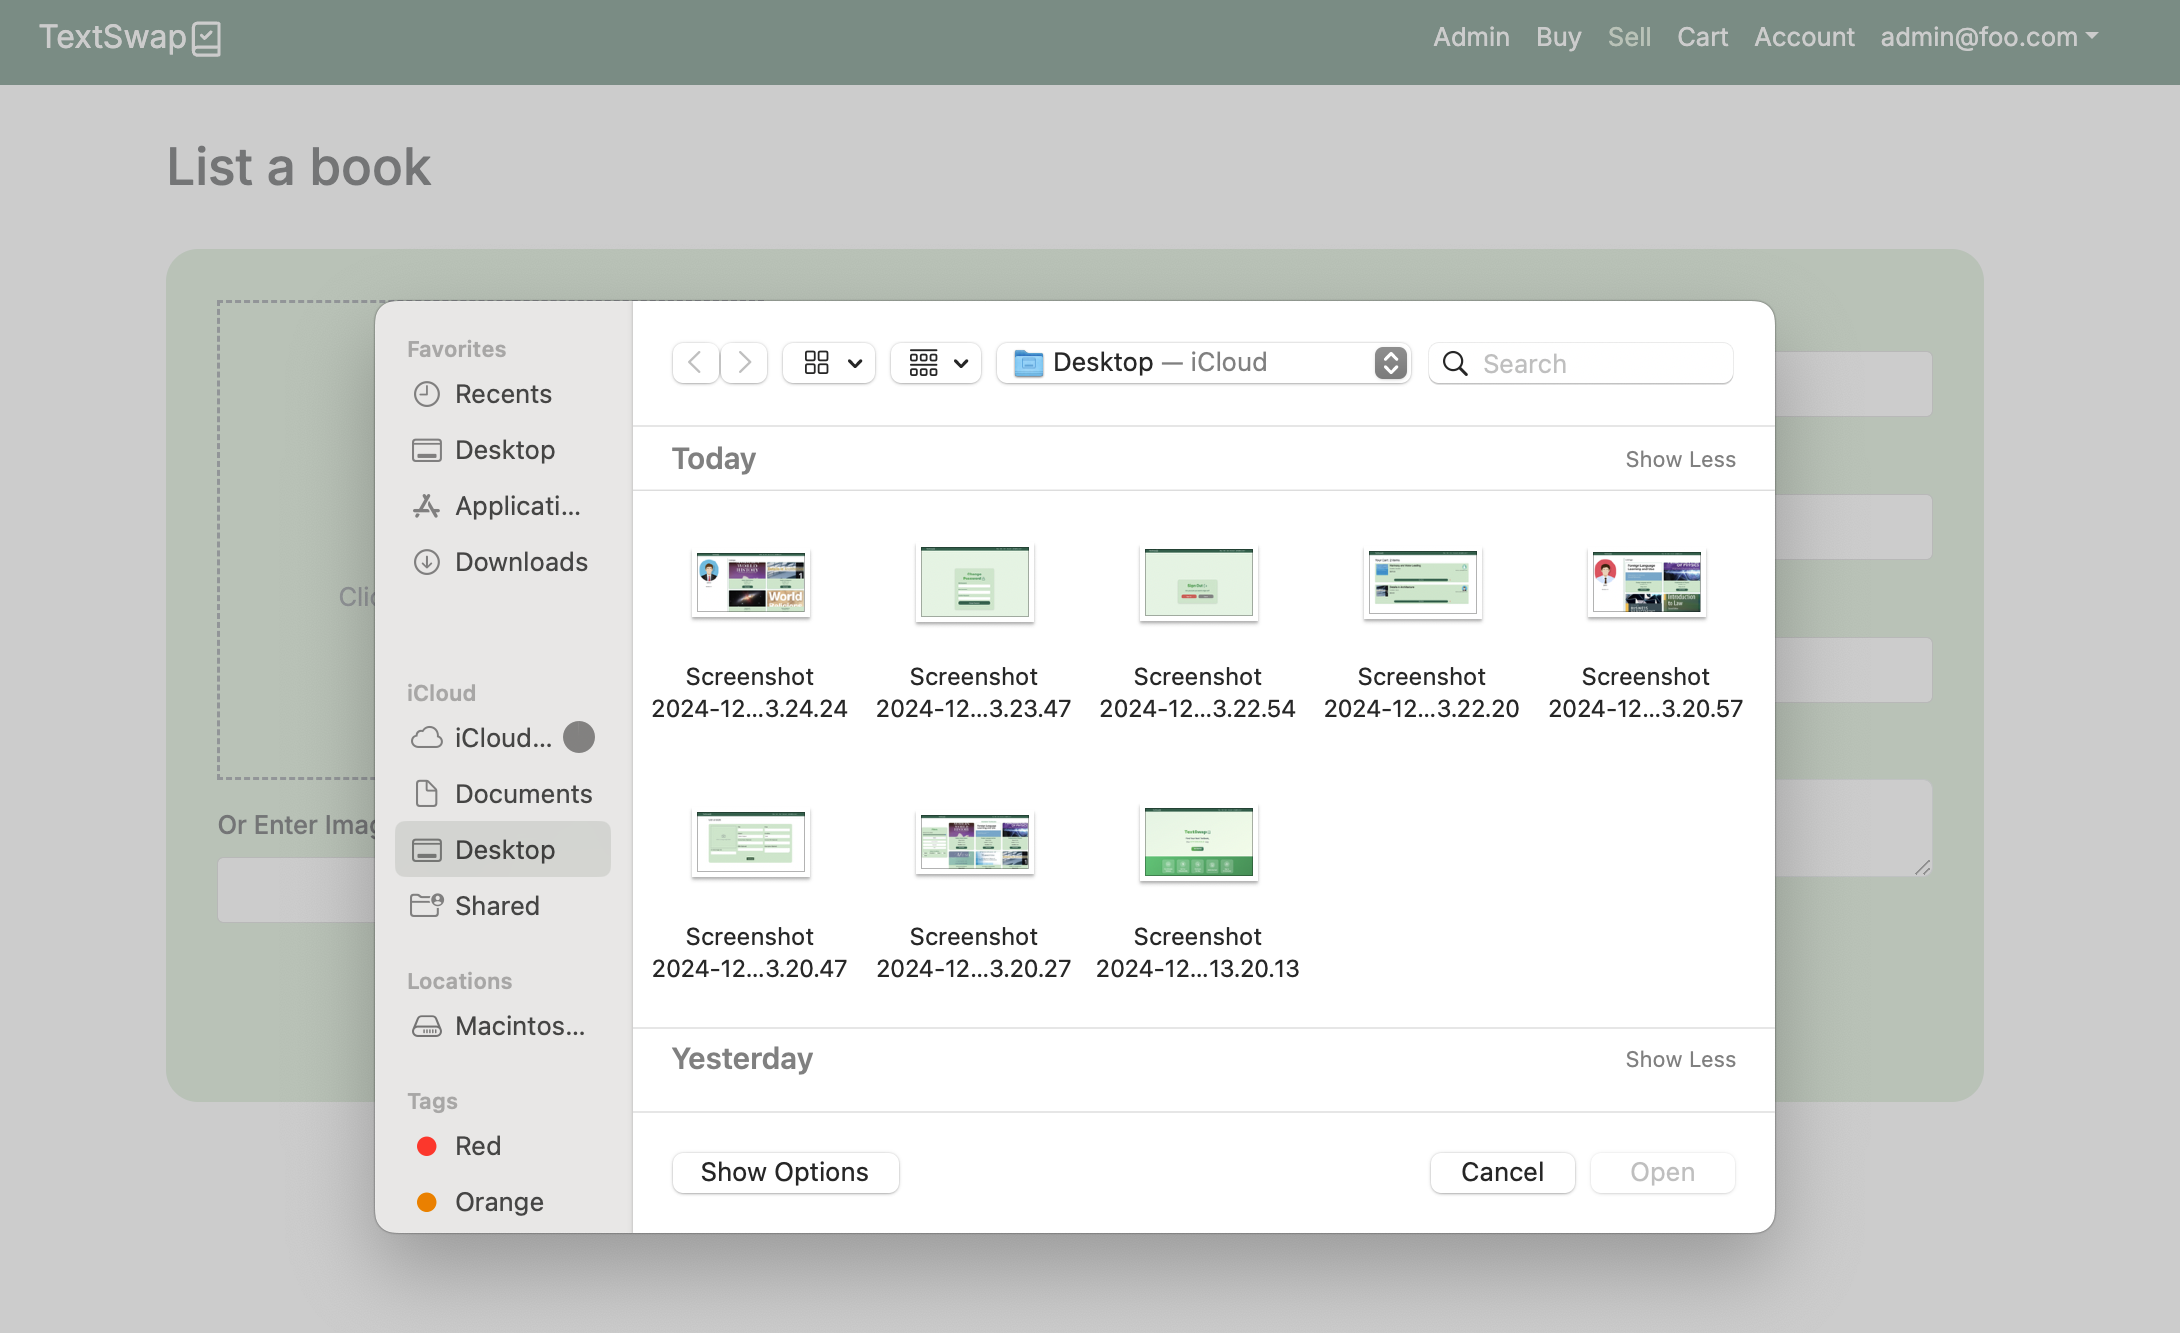 TextSwap
Admin Buy Sell Cart Account admin@foo.com
List a book
Favorites
Recents
Desktop
Applicati...
Downloads
iCloud
iCloud...
Documents
Desktop
Shared
Locations
Macintos...
Tags
Red
Orange
Desktop — iCloud
Search
Today
Show Less
Screenshot
2024-12...3.24.24
Screenshot
2024-12...3.23.47
Screenshot
2024-12...3.22.54
Screenshot
2024-12...3.22.20
Screenshot
2024-12...3.20.57
Screenshot
2024-12...3.20.47
Screenshot
2024-12...3.20.27
Screenshot
2024-12...13.20.13
Yesterday
Show Less
Show Options
Cancel
Open
Or Enter